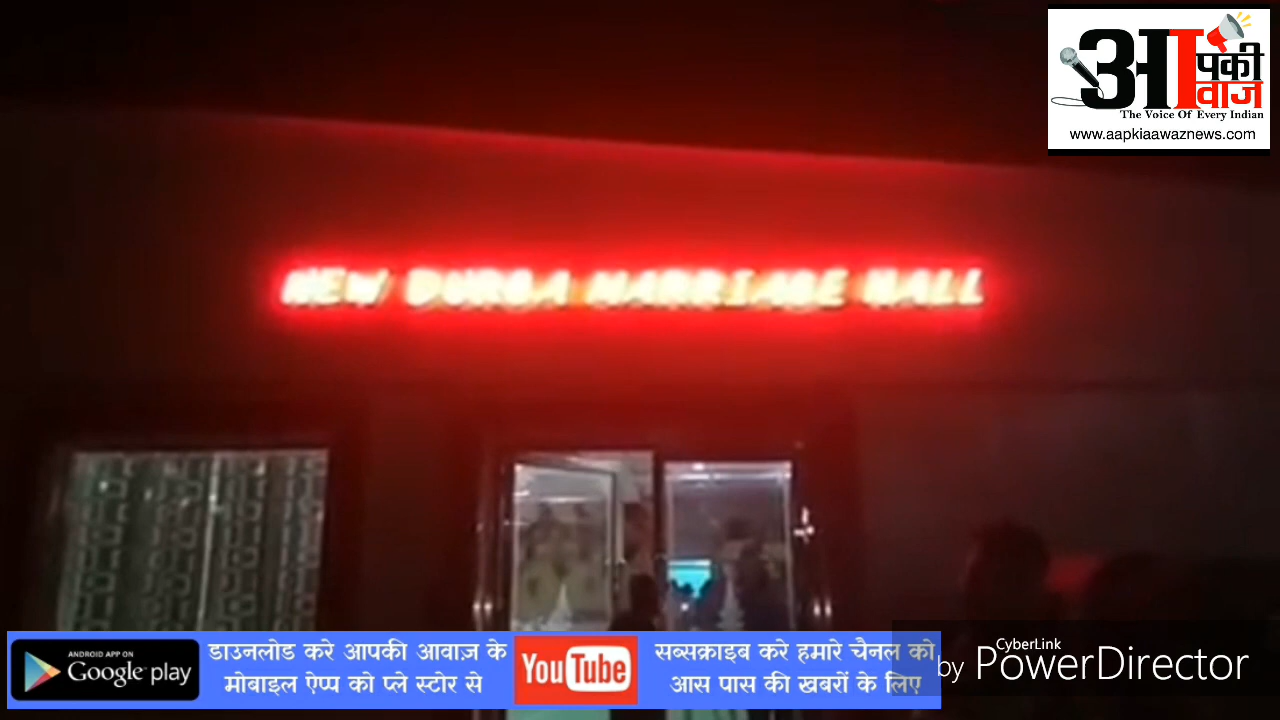 आपकी
आवाज
The Voice Of Every Indian
www.aapkiaawaznews.com
NEW DURGA MARRIAGE HALL
ANDROID APP ON
Google play
डाउनलोड करे आपकी आवाज़ के
मोबाइल ऐप्प को प्ले स्टोर से
YouTube
सब्सक्राइब करे हमारे चैनल को
आस पास की खबरों के लिए
CyberLink
by PowerDirector